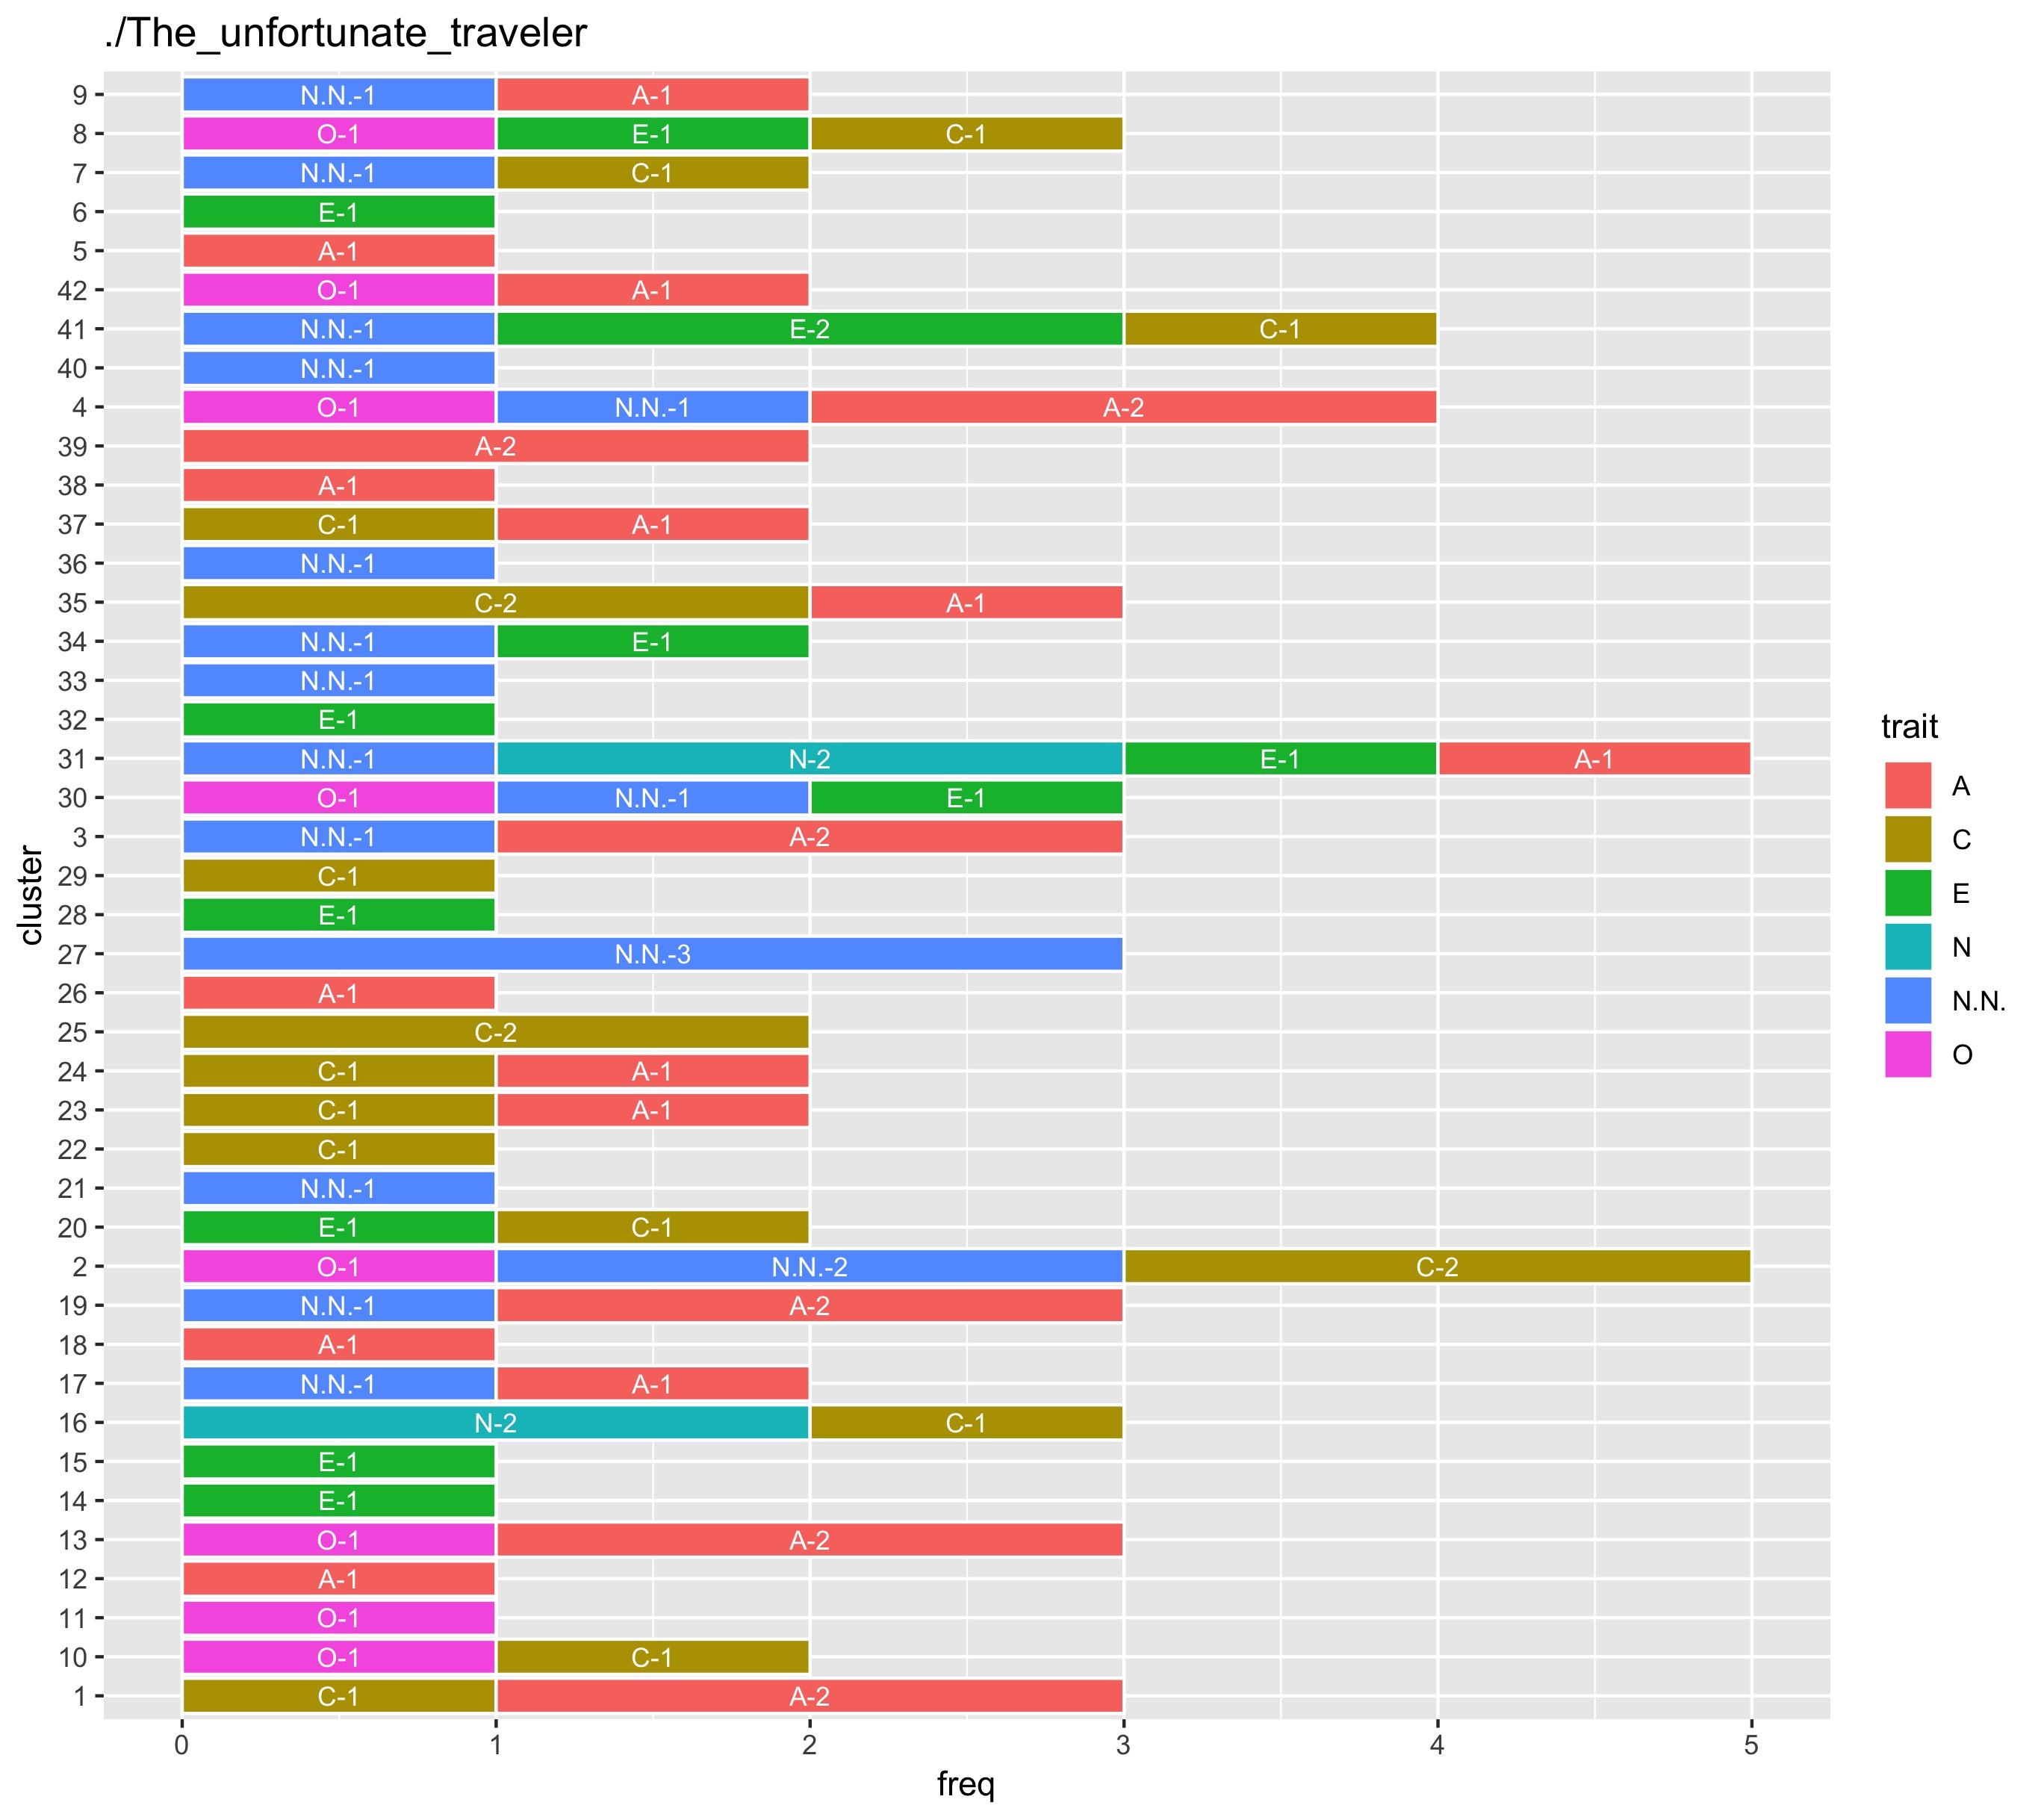 ./The_unfortunate_traveler
9 N.N.-1 A-1
8 O-1 E-1 C-1
7 N.N.-1 C-1
6 E-1
5 A-1
42 O-1 A-1
41 N.N.-1 E-2 C-1
40 N.N.-1
4 O-1 N.N.-1 A-2
39 A-2
38 A-1
37 C-1 A-1
36 N.N.-1
35 C-2 A-1
34 N.N.-1 E-1
33 N.N.-1
32 E-1
31 N.N.-1 N-2 E-1 A-1
30 O-1 N.N.-1 E-1
3 N.N.-1 A-2
29 C-1
28 E-1
27 N.N.-3
26 A-1
25 C-2
24 C-1 A-1
23 C-1 A-1
22 C-1
21 N.N.-1
20 E-1 C-1
2 O-1 N.N.-2 C-2
19 N.N.-1 A-2
18 A-1
17 N.N.-1 A-1
16 N-2 C-1
15 E-1
14 E-1
13 O-1 A-2
12 A-1
11 O-1
10 O-1 C-1
1 C-1 A-2
0 1 2 3 4 5
freq
cluster
trait
A
C
E
N
N.N.
O